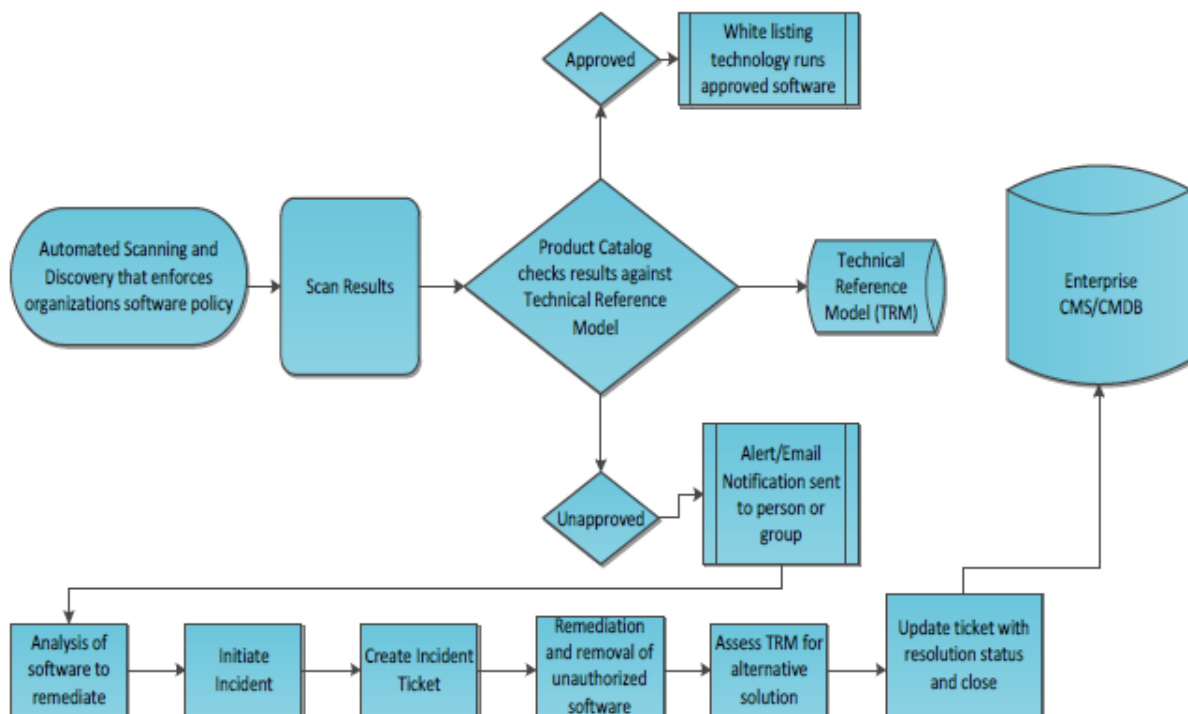 Approved
White listing
technology runs
approved software
Automated Scanning and
Discovery that enforces
organizations software policy
Scan Results
Product Catalog
checks results against
Technical Reference
Model
Technical
Reference
Model (TRM)
Enterprise
CMS/CMDB
Unapproved
Alert/Email
Notification sent
to person or
group
Analysis of
software to
remediate
Initiate
Incident
Create Incident
Ticket
Remediation
and removal of
unauthorized
software
Assess TRM for
alternative
solution
Update ticket with
resolution status
and close